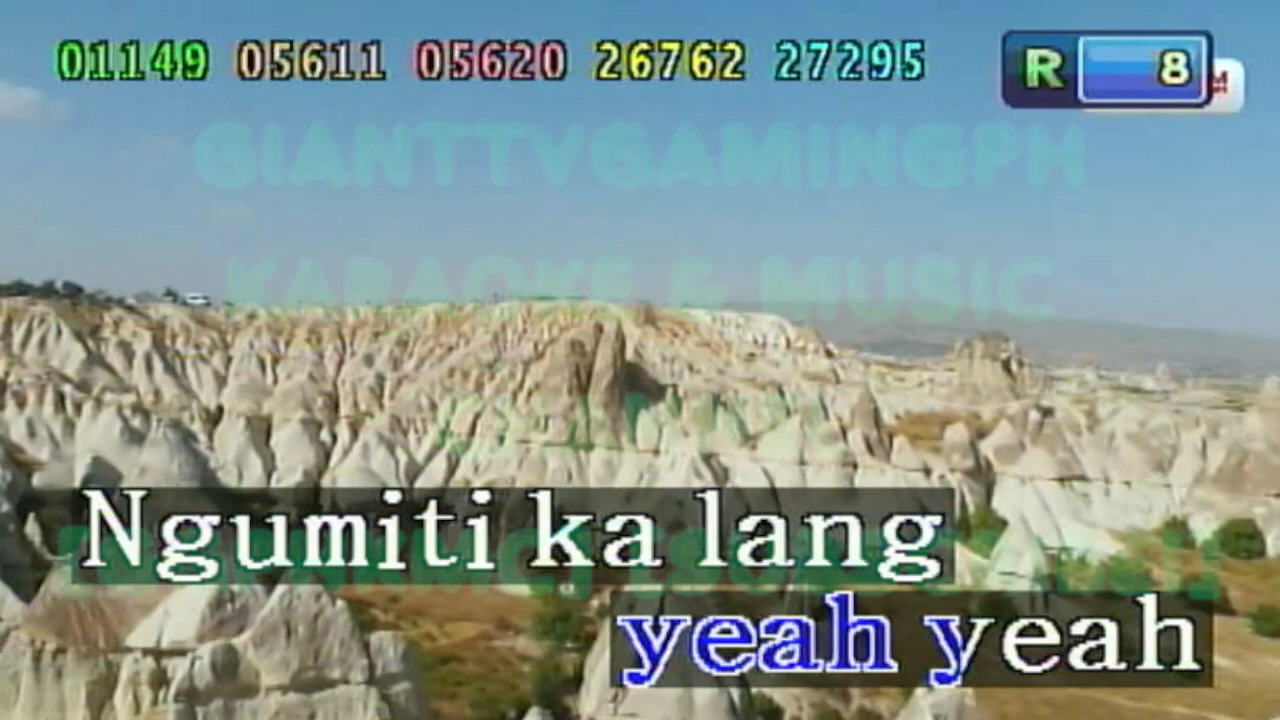 01149 05611 05620 26762 27295
R 8
GIANTTVGAMINGPH
KARAOKE & MUSIC
Ngumiti ka lang
yeah yeah